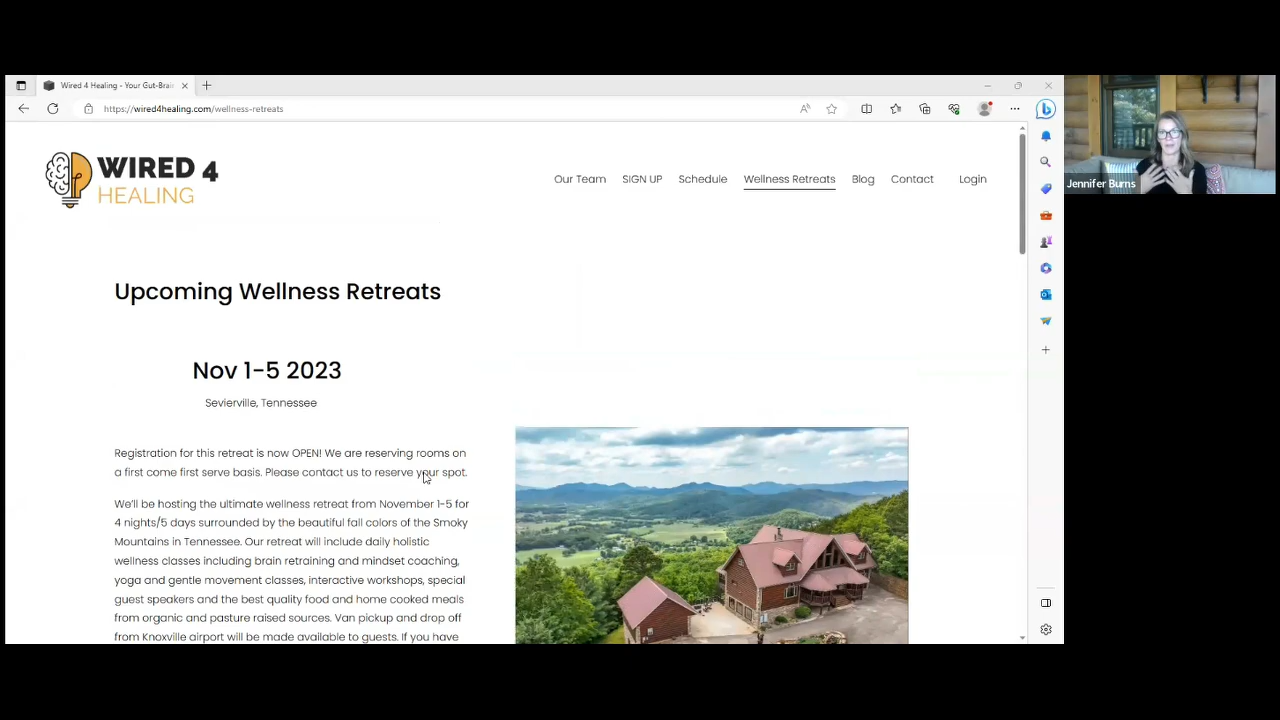 Wired 4 Healing - Your Gut-Brain
https://wired4healing.com/wellness-retreats
WIRED 4
HEALING
Our Team SIGN UP Schedule Wellness Retreats Blog Contact Login
Jennifer Burns
Upcoming Wellness Retreats
Nov 1-5 2023
Sevierville, Tennessee
Registration for this retreat is now OPEN! We are reserving rooms on
a first come first serve basis. Please contact us to reserve your spot.
We'll be hosting the ultimate wellness retreat from November 1-5 for
4 nights/5 days surrounded by the beautiful fall colors of the Smoky
Mountains in Tennessee. Our retreat will include daily holistic
wellness classes including brain retraining and mindset coaching,
yoga and gentle movement classes, interactive workshops, special
guest speakers and the best quality food and home cooked meals
from organic and pasture raised sources. Van pickup and drop off
from Knoxville airport will be made available to guests. If you have